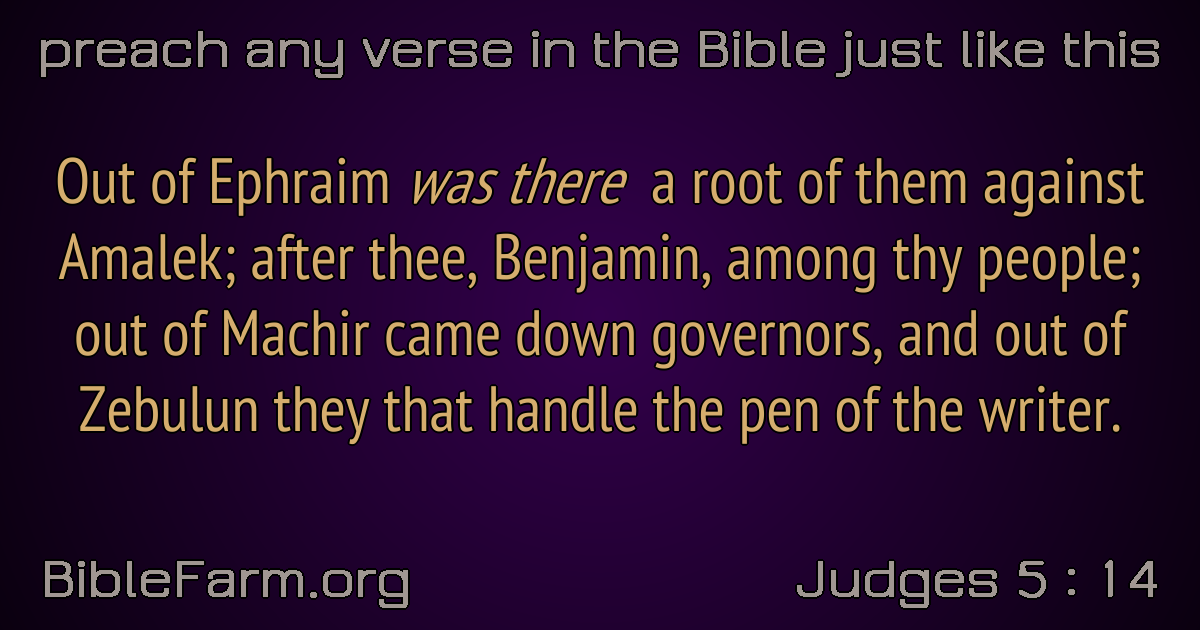 preach any verse in the Bible just like this
Out of Ephraim was there a root of them against
Amalek; after thee, Benjamin, among thy people;
out of Machir came down governors, and out of
Zebulun they that handle the pen of the writer.
BibleFarm.org
Judges 5 : 14